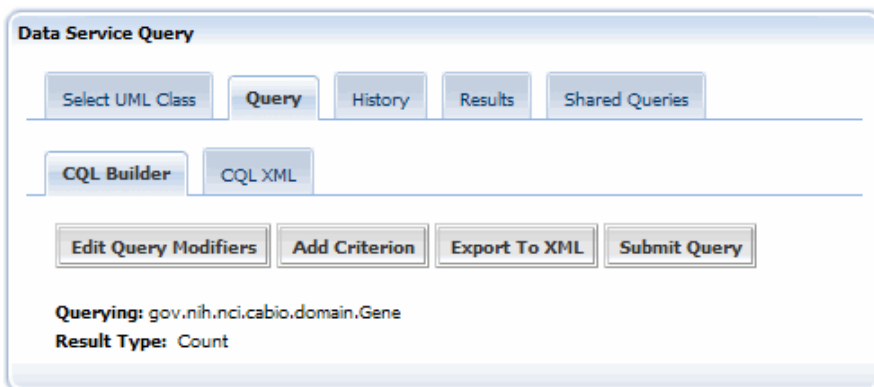 Data Service Query
Select UML Class Query History Results Shared Queries
CQL Builder CQL XML
Edit Query Modifiers Add Criterion Export To XML Submit Query
Querying: gov.nih.nci.cabio.domain.Gene
Result Type: Count